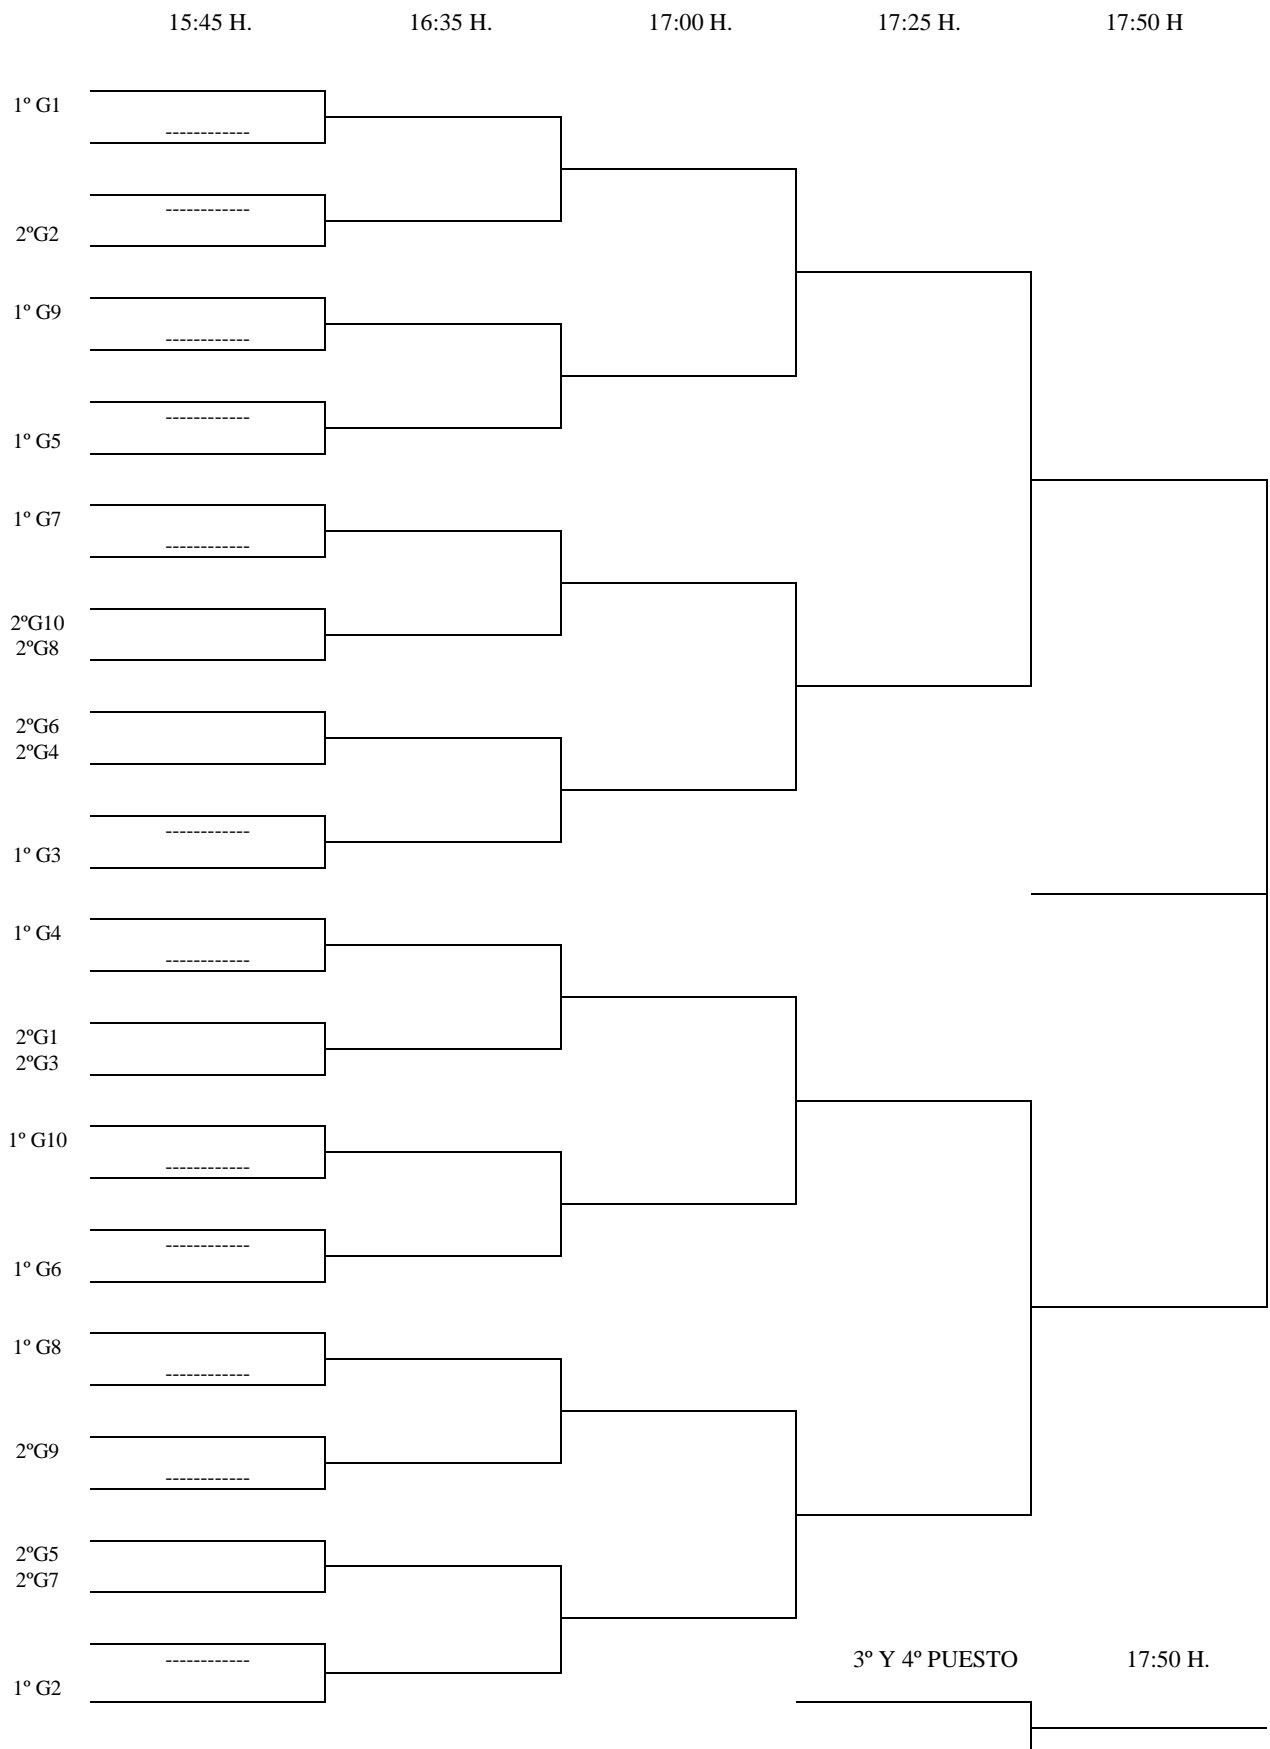 15:45 H. 16:35 H. 17:00 H. 17:25 H. 17:50 H
1º G1
------------
------------
2ºG2
1º G9
------------
------------
1º G5
1º G7
------------
2ºG10
2ºG8
2ºG6
2ºG4
------------
1º G3
1º G4
------------
2ºG1
2ºG3
1º G10
------------
------------
1º G6
1º G8
------------
2ºG9
------------
2ºG5
2ºG7
------------ 3º Y 4º PUESTO 17:50 H.
1º G2